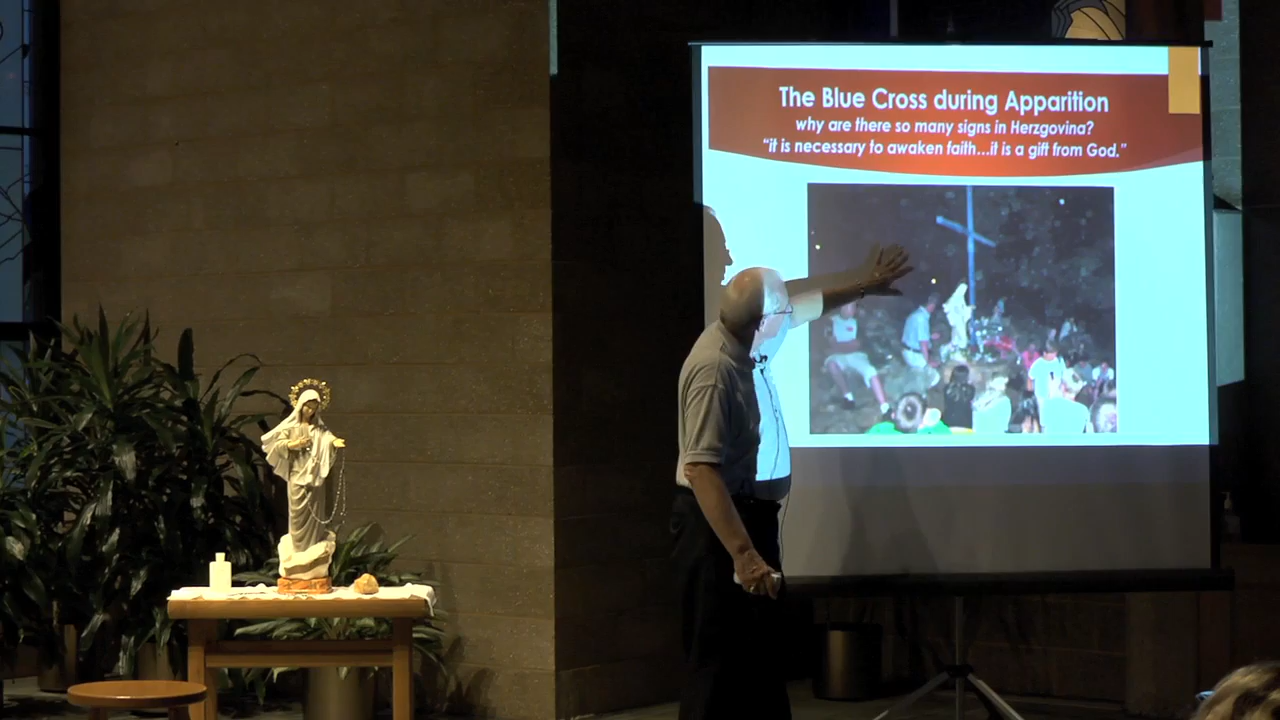 The Blue Cross during Apparition
why are there so many signs in Herzgovina?
"it is necessary to awaken faith...it is a gift from God."